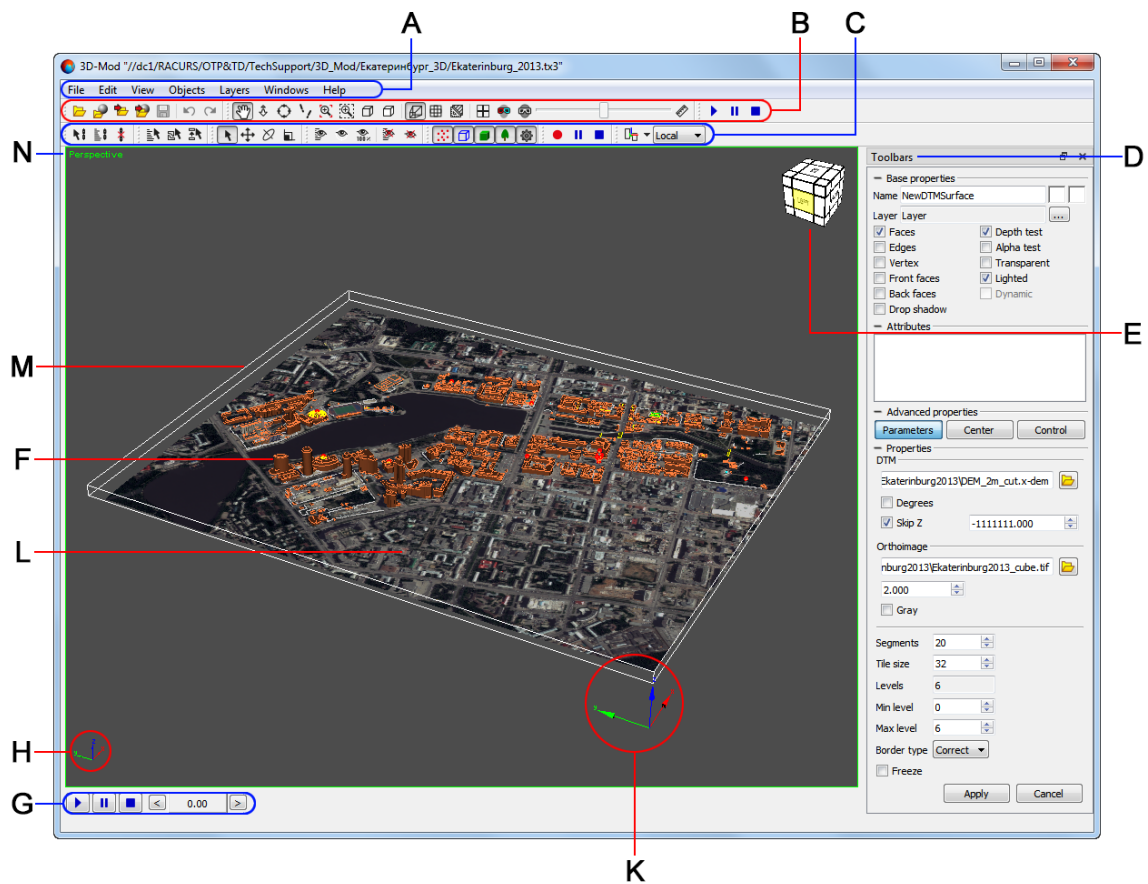 A
B
C
3D-Mod "//dc1/RACURS/OTP&TD/TechSupport/3D_Mod/Екатеринбург_3D/Ekaterinburg_2013.tx3"
File Edit View Objects Layers Windows Help
100%
Local
N
Perspective
Toolbars
D
Base properties
Name NewDTMSurface
Layer Layer ...
Faces Depth test
Edges Alpha test
Vertex Transparent
Front faces Lighted
Back faces Dynamic
Drop shadow
E
Attributes
M
Advanced properties
Parameters Center Control
F
Properties
DTM
Ekaterinburg2013\DEM_2m_cut.x-dem
Degrees
Skip Z -1111111.000
L
Orthoimage
nburg2013\Ekaterinburg2013_cube.tif
2.000
Gray
Segments 20
Tile size 32
Levels 6
Min level 0
Max level 6
Border type Correct
Freeze
Apply Cancel
H
y
z
y
G
< 0.00 >
K